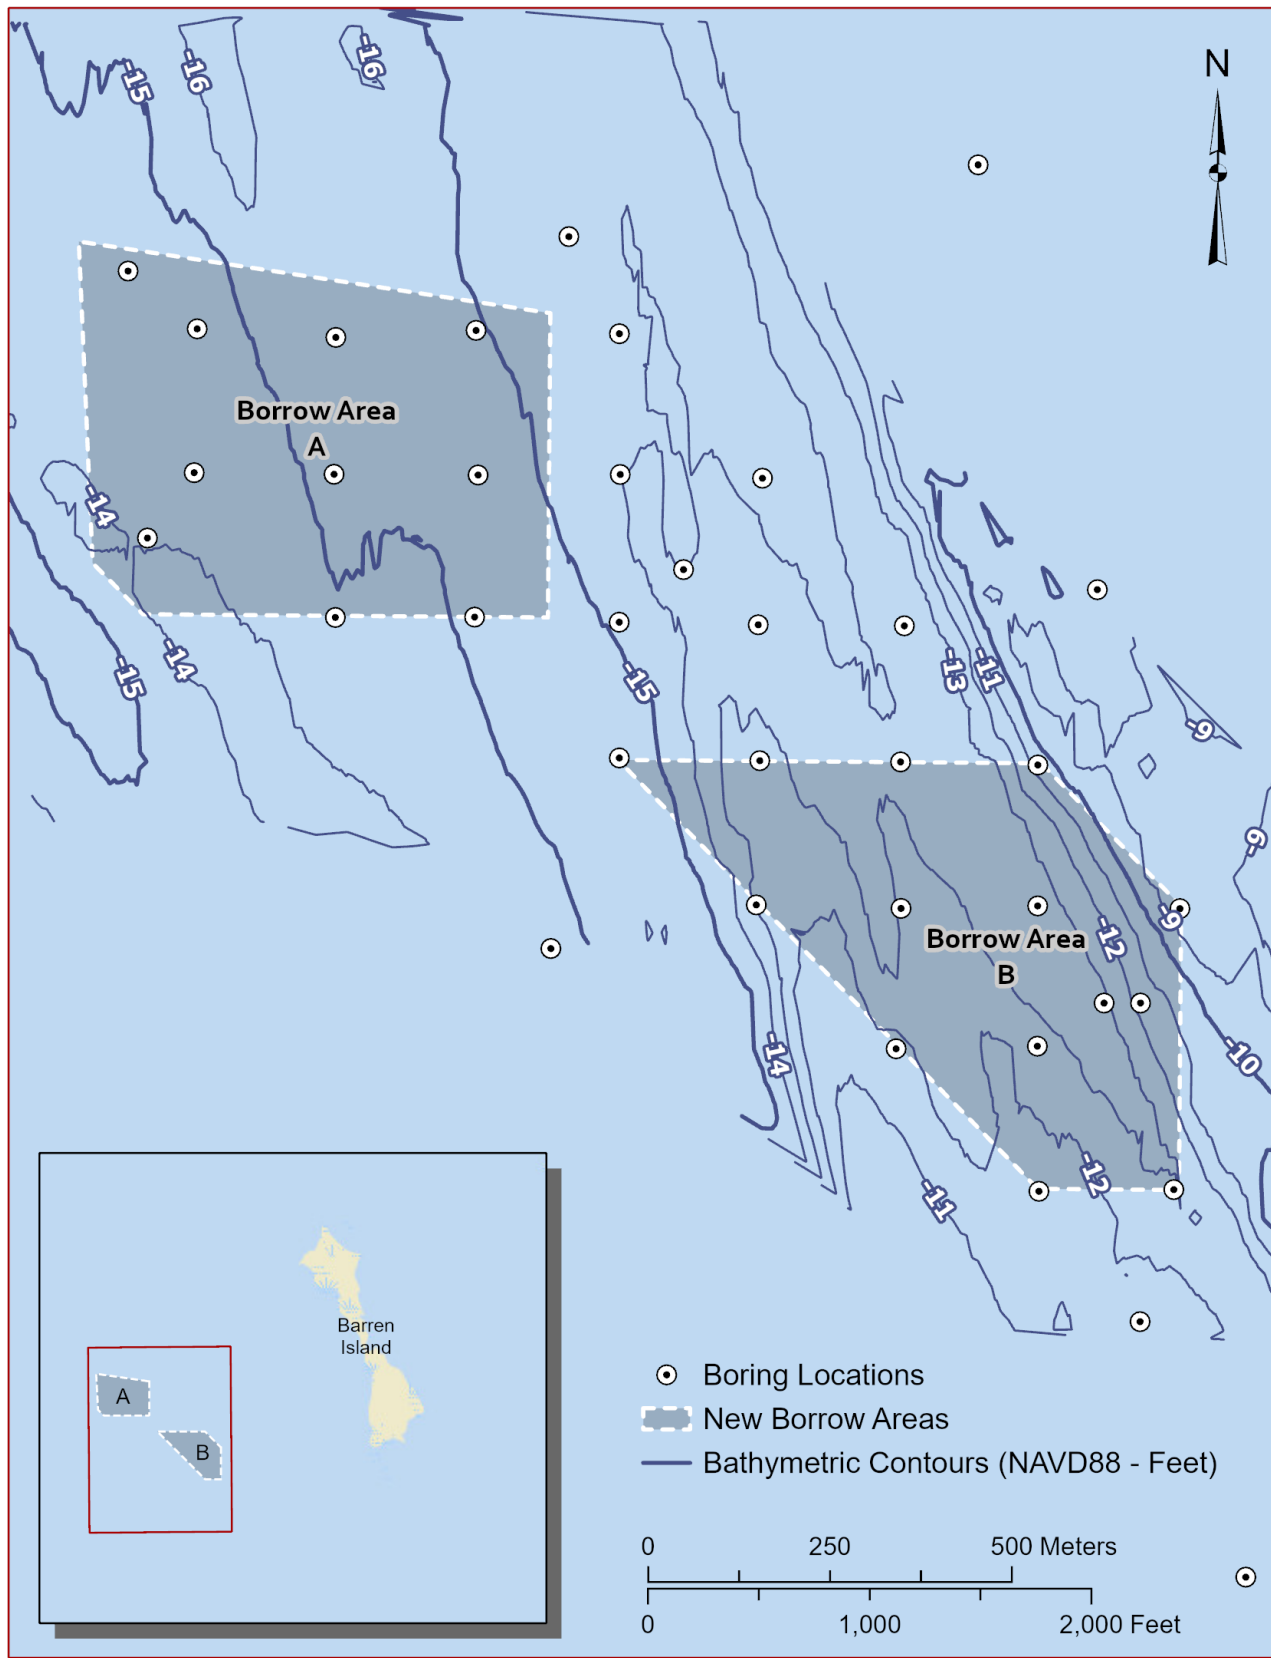 -15
-16
-16
N
Borrow Area
A
-14
-14
-15
-15
-13
-11
-9
-9
-9
Borrow Area
B
-12
-14
-10
-12
-11
Barren
Island
A
B
Boring Locations
New Borrow Areas
Bathymetric Contours (NAVD88 - Feet)
0 250 500 Meters
0 1,000 2,000 Feet